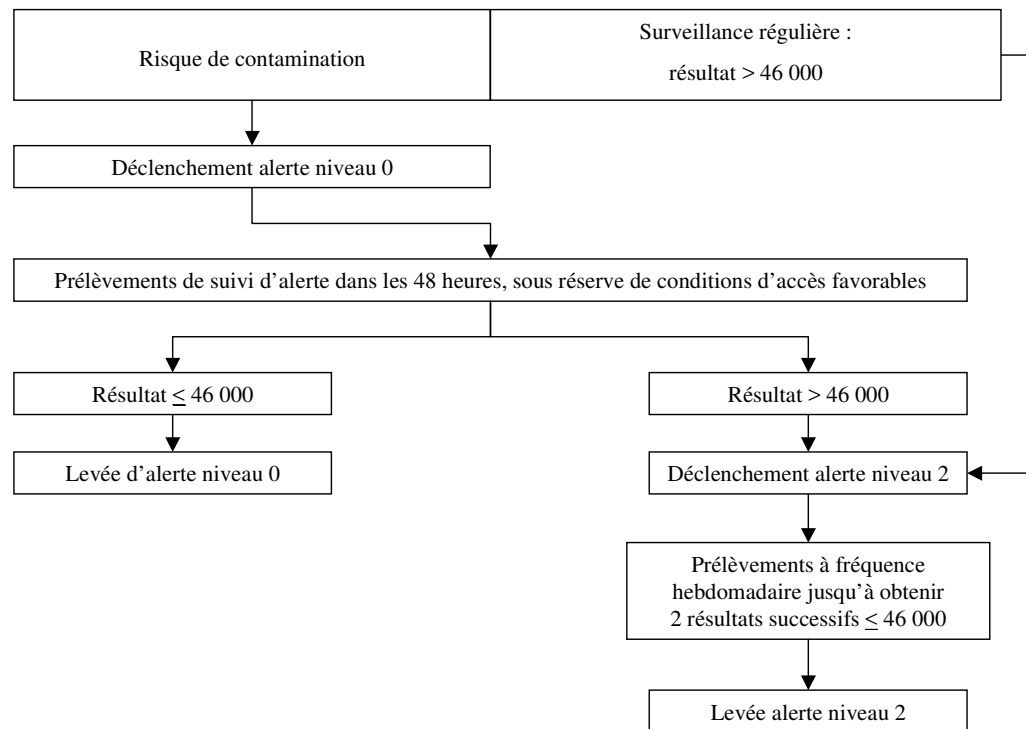 Risque de contamination
Surveillance régulière :
résultat > 46 000
Déclenchement alerte niveau 0
Prélèvements de suivi d’alerte dans les 48 heures, sous réserve de conditions d’accès favorables
Résultat ≤ 46 000
Résultat > 46 000
Levée d’alerte niveau 0
Déclenchement alerte niveau 2
Prélèvements à fréquence
hebdomadaire jusqu’à obtenir
2 résultats successifs ≤ 46 000
Levée alerte niveau 2